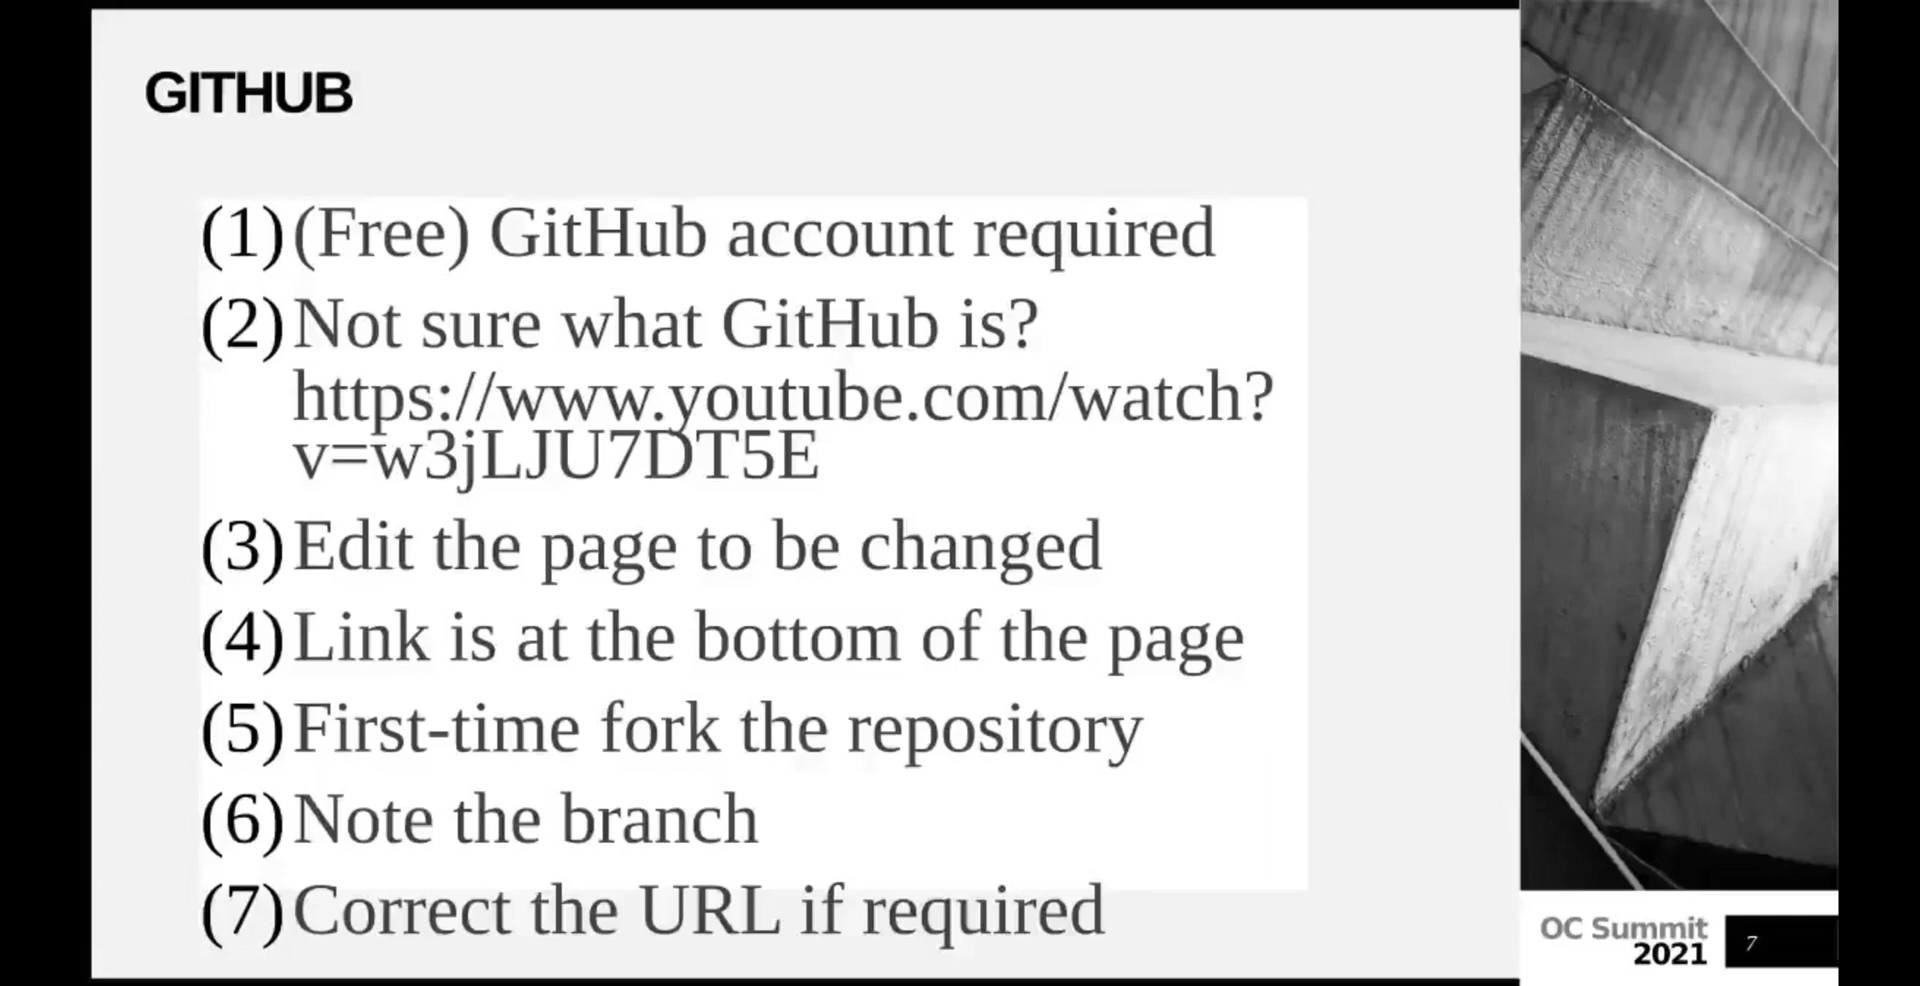 GITHUB
(1) (Free) GitHub account required
(2) Not sure what GitHub is?
https://www.youtube.com/watch?
v=w3jLJU7DT5E
(3) Edit the page to be changed
(4) Link is at the bottom of the page
(5) First-time fork the repository
(6) Note the branch
(7) Correct the URL if required
OC Summit
2021
7